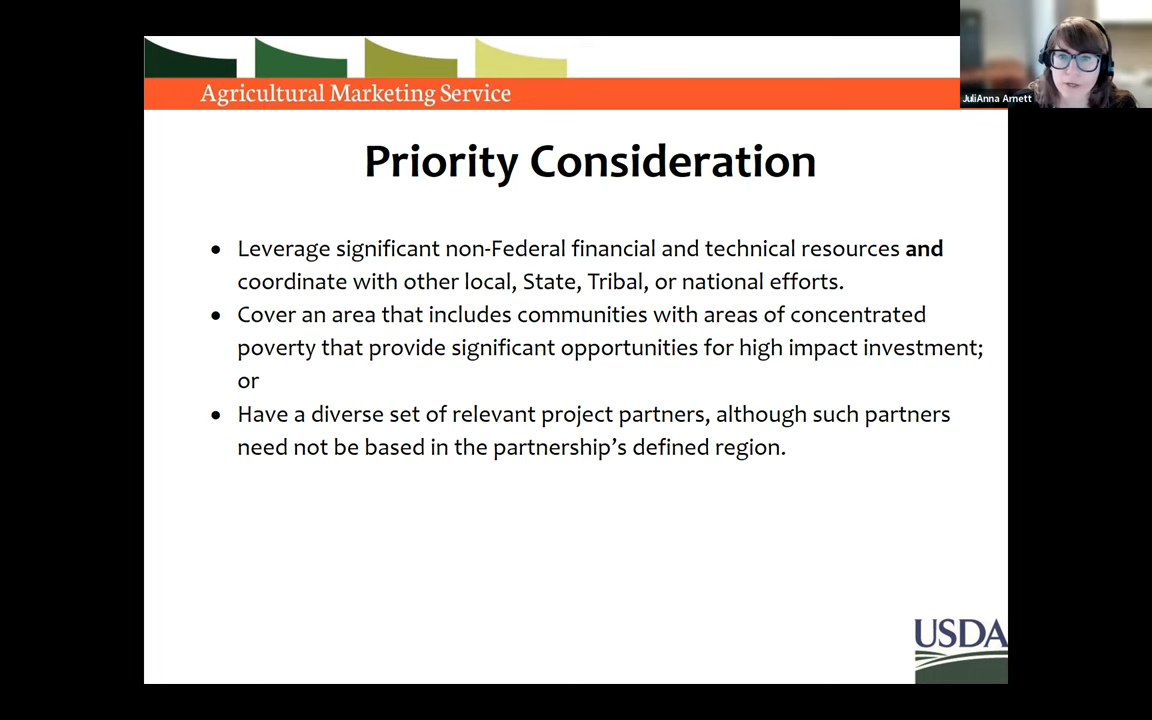 Agricultural Marketing Service
JuliAnna Arnett
Priority Consideration
• Leverage significant non-Federal financial and technical resources and
coordinate with other local, State, Tribal, or national efforts.
• Cover an area that includes communities with areas of concentrated
poverty that provide significant opportunities for high impact investment;
or
• Have a diverse set of relevant project partners, although such partners
need not be based in the partnership’s defined region.
USDA